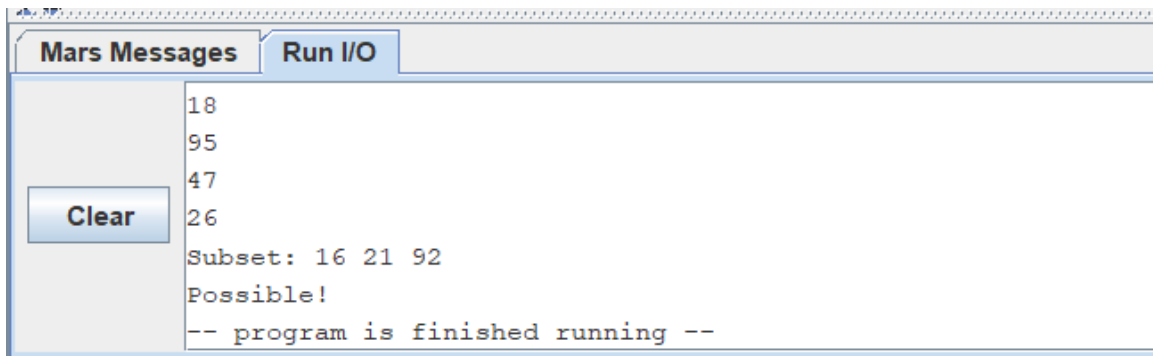 Mars Messages Run I/O
18
95
47
Clear
26
Subset: 16 21 92
Possible!
-- program is finished running --